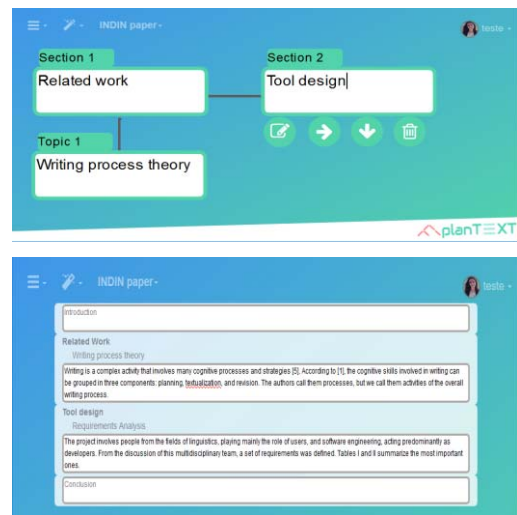 INDIN paper
teste
Section 1
Section 2
Related work
Tool design
Topic 1
Writing process theory
planTEXT
INDIN paper
teste
Introduction
Related Work
Writing process theory
Writing is a complex activity that involves many cognitive processes and strategies [5]. According to [1], the cognitive skills involved in writing can
be grouped in three components: planning, textualization, and revision. The authors call them processes, but we call them activities of the overall
writing process.
Tool design
Requirements Analysis
The project involves people from the fields of linguistics, playing mainly the role of users, and software engineering, acting predominantly as
developers. From the discussion of this multidisciplinary team, a set of requirements was defined. Tables I and II summarize the most important
ones.
Conclusion